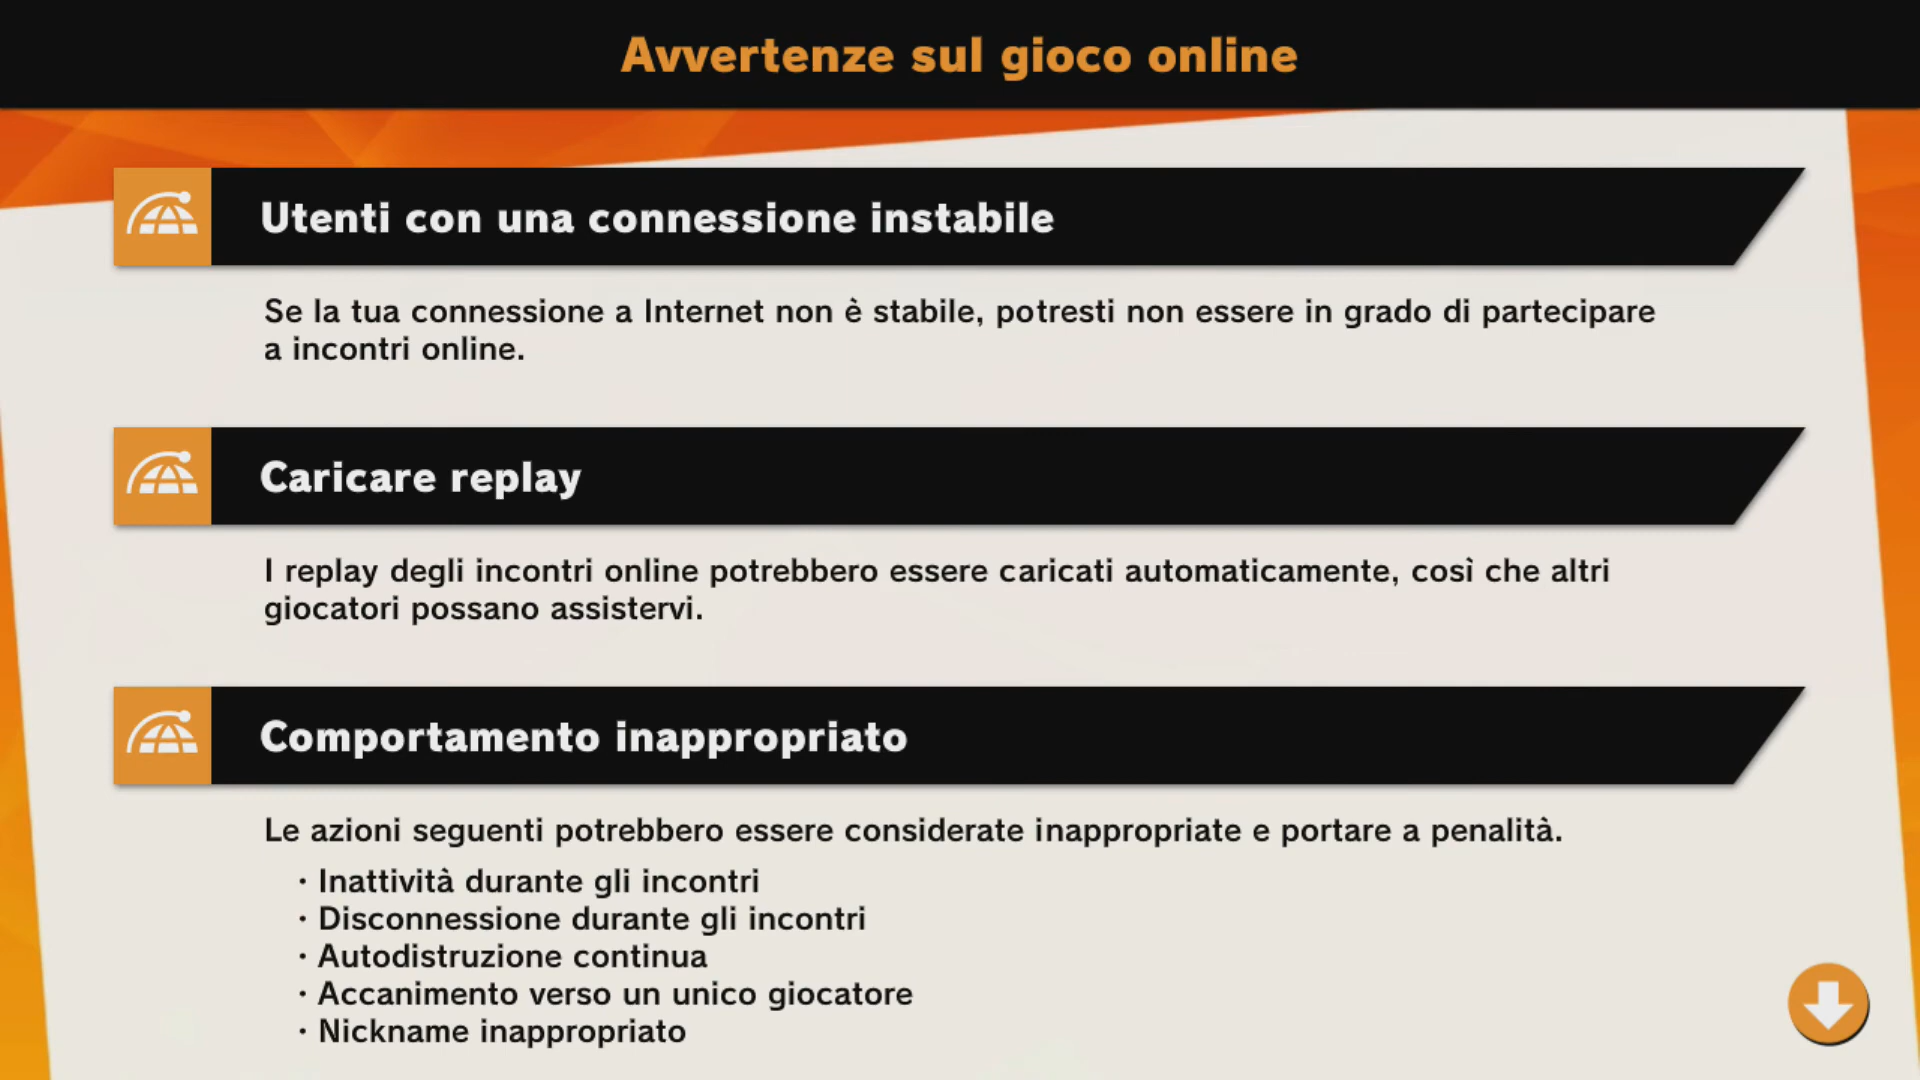 Avvertenze sul gioco online
Utenti con una connessione instabile
Se la tua connessione a Internet non è stabile, potresti non essere in grado di partecipare
a incontri online.
Caricare replay
I replay degli incontri online potrebbero essere caricati automaticamente, così che altri
giocatori possano assistervi.
Comportamento inappropriato
Le azioni seguenti potrebbero essere considerate inappropriate e portare a penalità.
· Inattività durante gli incontri
· Disconnessione durante gli incontri
· Autodistruzione continua
· Accanimento verso un unico giocatore
· Nickname inappropriato